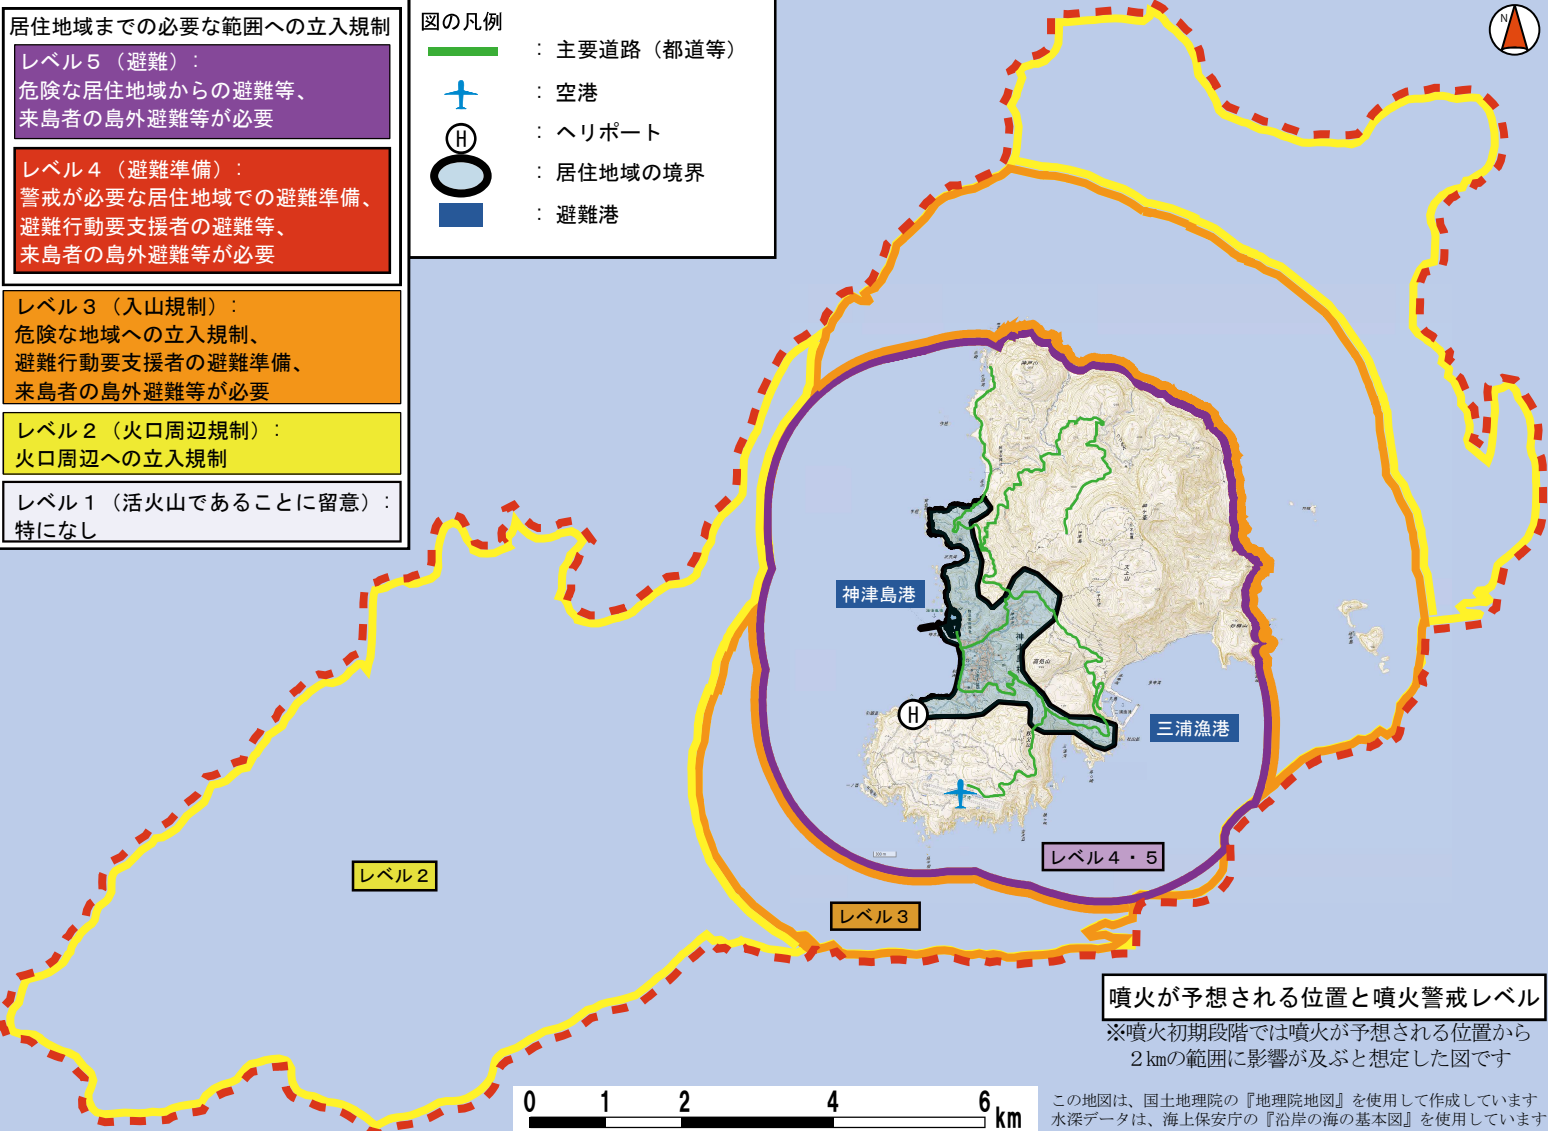 居住地域までの必要な範囲への立入規制
レベル５（避難）：
危険な居住地域からの避難等、
来島者の島外避難等が必要
レベル４（避難準備）：
警戒が必要な居住地域での避難準備、
避難行動要支援者の避難等、
来島者の島外避難等が必要
レベル３（入山規制）：
危険な地域への立入規制、
避難行動要支援者の避難準備、
来島者の島外避難等が必要
レベル２（火口周辺規制）：
火口周辺への立入規制
レベル１（活火山であることに留意）：
特になし
図の凡例
：主要道路（都道等）
：空港
H
：ヘリポート
：居住地域の境界
：避難港
N
神津島港
天上山
高処山
H
三浦漁港
レベル４・５
レベル２
レベル３
噴火が予想される位置と噴火警戒レベル
※噴火初期段階では噴火が予想される位置から
２㎞の範囲に影響が及ぶと想定した図です
0 1 2 4 6 km
この地図は、国土地理院の『地理院地図』を使用して作成しています
水深データは、海上保安庁の『沿岸の海の基本図』を使用しています